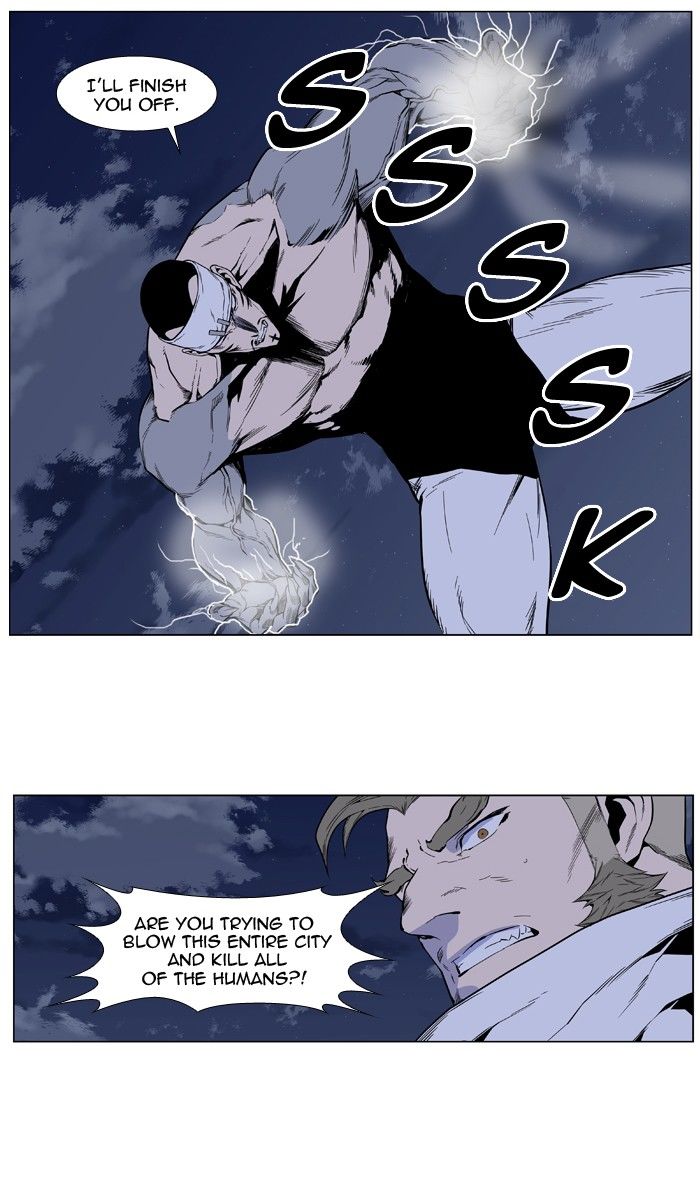 I'LL FINISH
YOU OFF.
S
S
S
S
K
ARE YOU TRYING TO
BLOW THIS ENTIRE CITY
AND KILL ALL
OF THE HUMANS?!